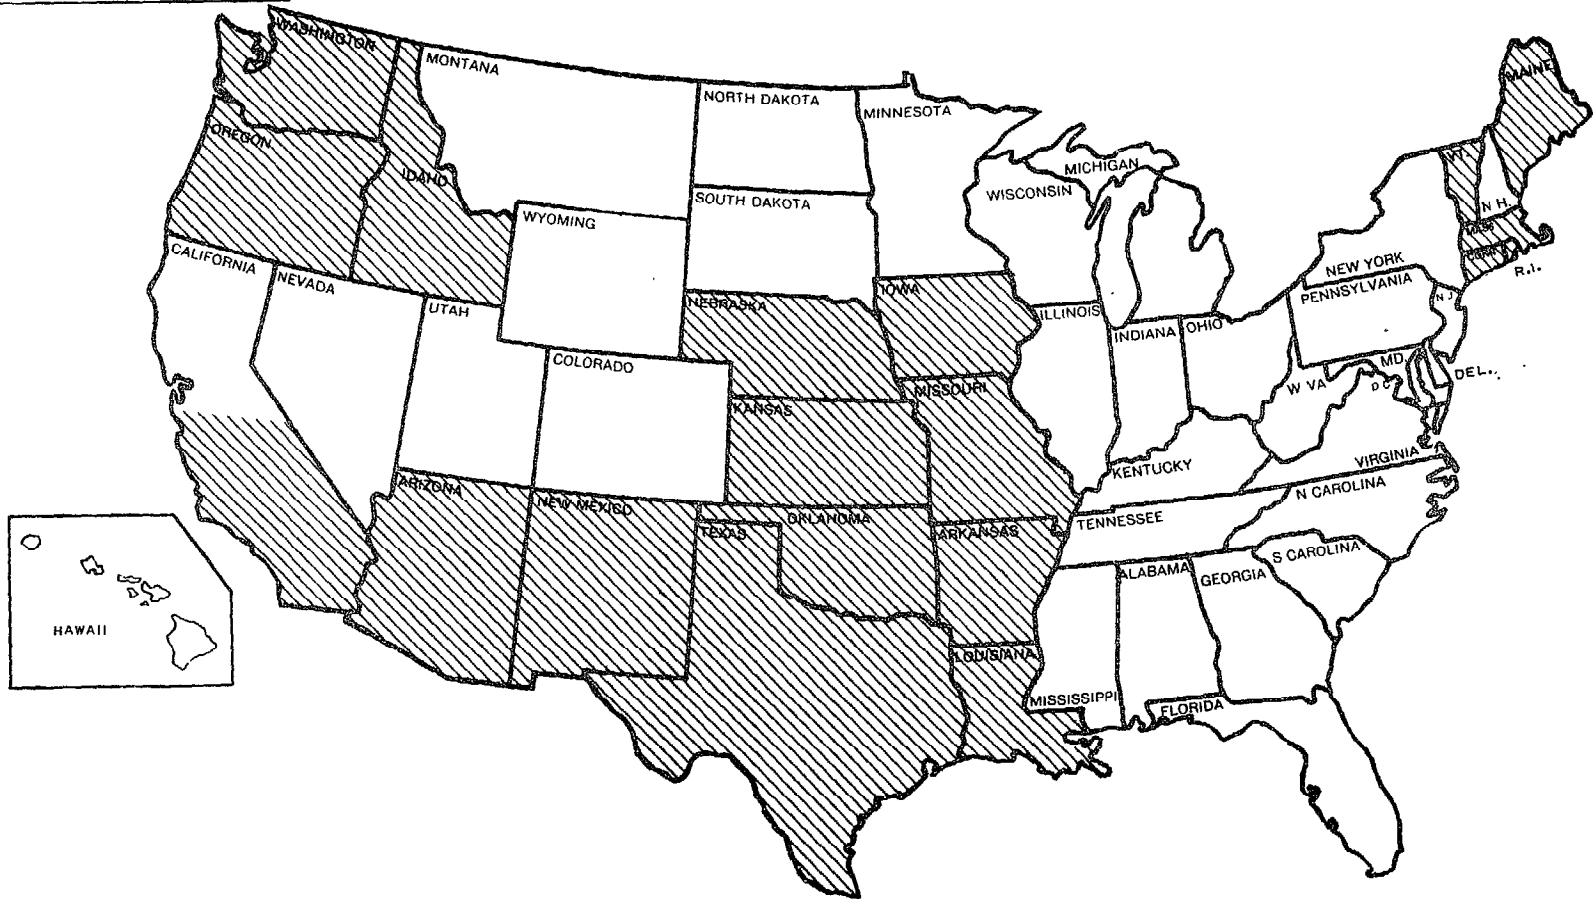 WASHINGTON
MONTANA
MAINE
NORTH DAKOTA
MINNESOTA
OREGON
VT.
MICHIGAN
IDAHO
WISCONSIN
SOUTH DAKOTA
N H.
WYOMING
MASS
CALIFORNIA
NEW YORK
CONN
R.I.
NEVADA
PENNSYLVANIA
N J
IOWA
NEBRASKA
UTAH
ILLINOIS
INDIANA
OHIO
COLORADO
MD.
DEL.
W VA
D C
MISSOURI
KANSAS
KENTUCKY
VIRGINIA
ARIZONA
N CAROLINA
NEW MEXICO
OKLAHOMA
TENNESSEE
TEXAS
ARKANSAS
S CAROLINA
ALABAMA
GEORGIA
HAWAII
LOUISIANA
MISSISSIPPI
FLORIDA